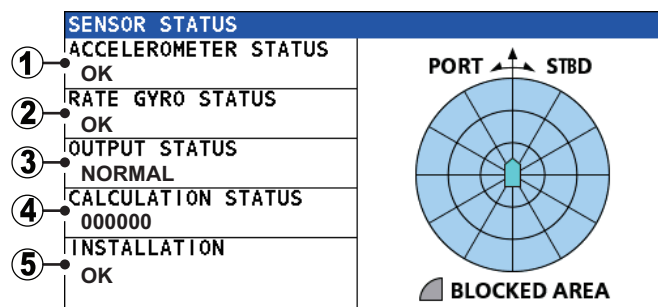 SENSOR STATUS
1
ACCELEROMETER STATUS
OK
2
RATE GYRO STATUS
OK
3
OUTPUT STATUS
NORMAL
4
CALCULATION STATUS
000000
5
INSTALLATION
OK
PORT STBD
BLOCKED AREA